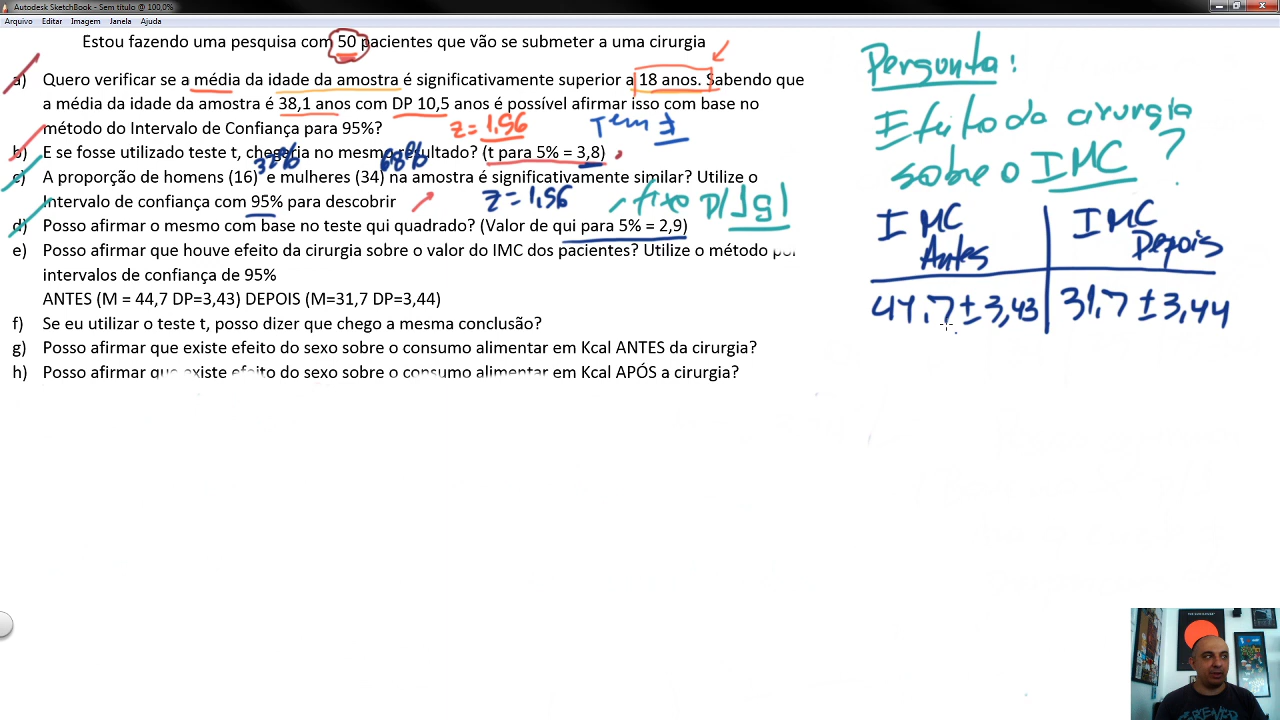 Autodesk SketchBook - Sem título @ 100,0%
Arquivo Editar Imagem Janela Ajuda
Estou fazendo uma pesquisa com 50 pacientes que vão se submeter a uma cirurgia
a) Quero verificar se a média da idade da amostra é significativamente superior a 18 anos. Sabendo que
a média da idade da amostra é 38,1 anos com DP 10,5 anos é possível afirmar isso com base no
método do Intervalo de Confiança para 95%?
z = 1,96
Tem ≠
b) E se fosse utilizado teste t, chegaria no mesmo resultado? (t para 5% = 3,8)
32% 68%
c) A proporção de homens (16) e mulheres (34) na amostra é significativamente similar? Utilize o
Intervalo de confiança com 95% para descobrir
z = 1,96
fixo p/
d) Posso afirmar o mesmo com base no teste qui quadrado? (Valor de qui para 5% = 2,9)
e) Posso afirmar que houve efeito da cirurgia sobre o valor do IMC dos pacientes? Utilize o método por
intervalos de confiança de 95%
ANTES (M = 44,7 DP=3,43) DEPOIS (M=31,7 DP=3,44)
f) Se eu utilizar o teste t, posso dizer que chego a mesma conclusão?
g) Posso afirmar que existe efeito do sexo sobre o consumo alimentar em Kcal ANTES da cirurgia?
h) Posso afirmar que existe efeito do sexo sobre o consumo alimentar em Kcal APÓS a cirurgia?
Pergunta:
Efeito da cirurgia
sobre o IMC ?
IMC Antes
IMC Depois
44,7 ± 3,43
31,7 ± 3,44